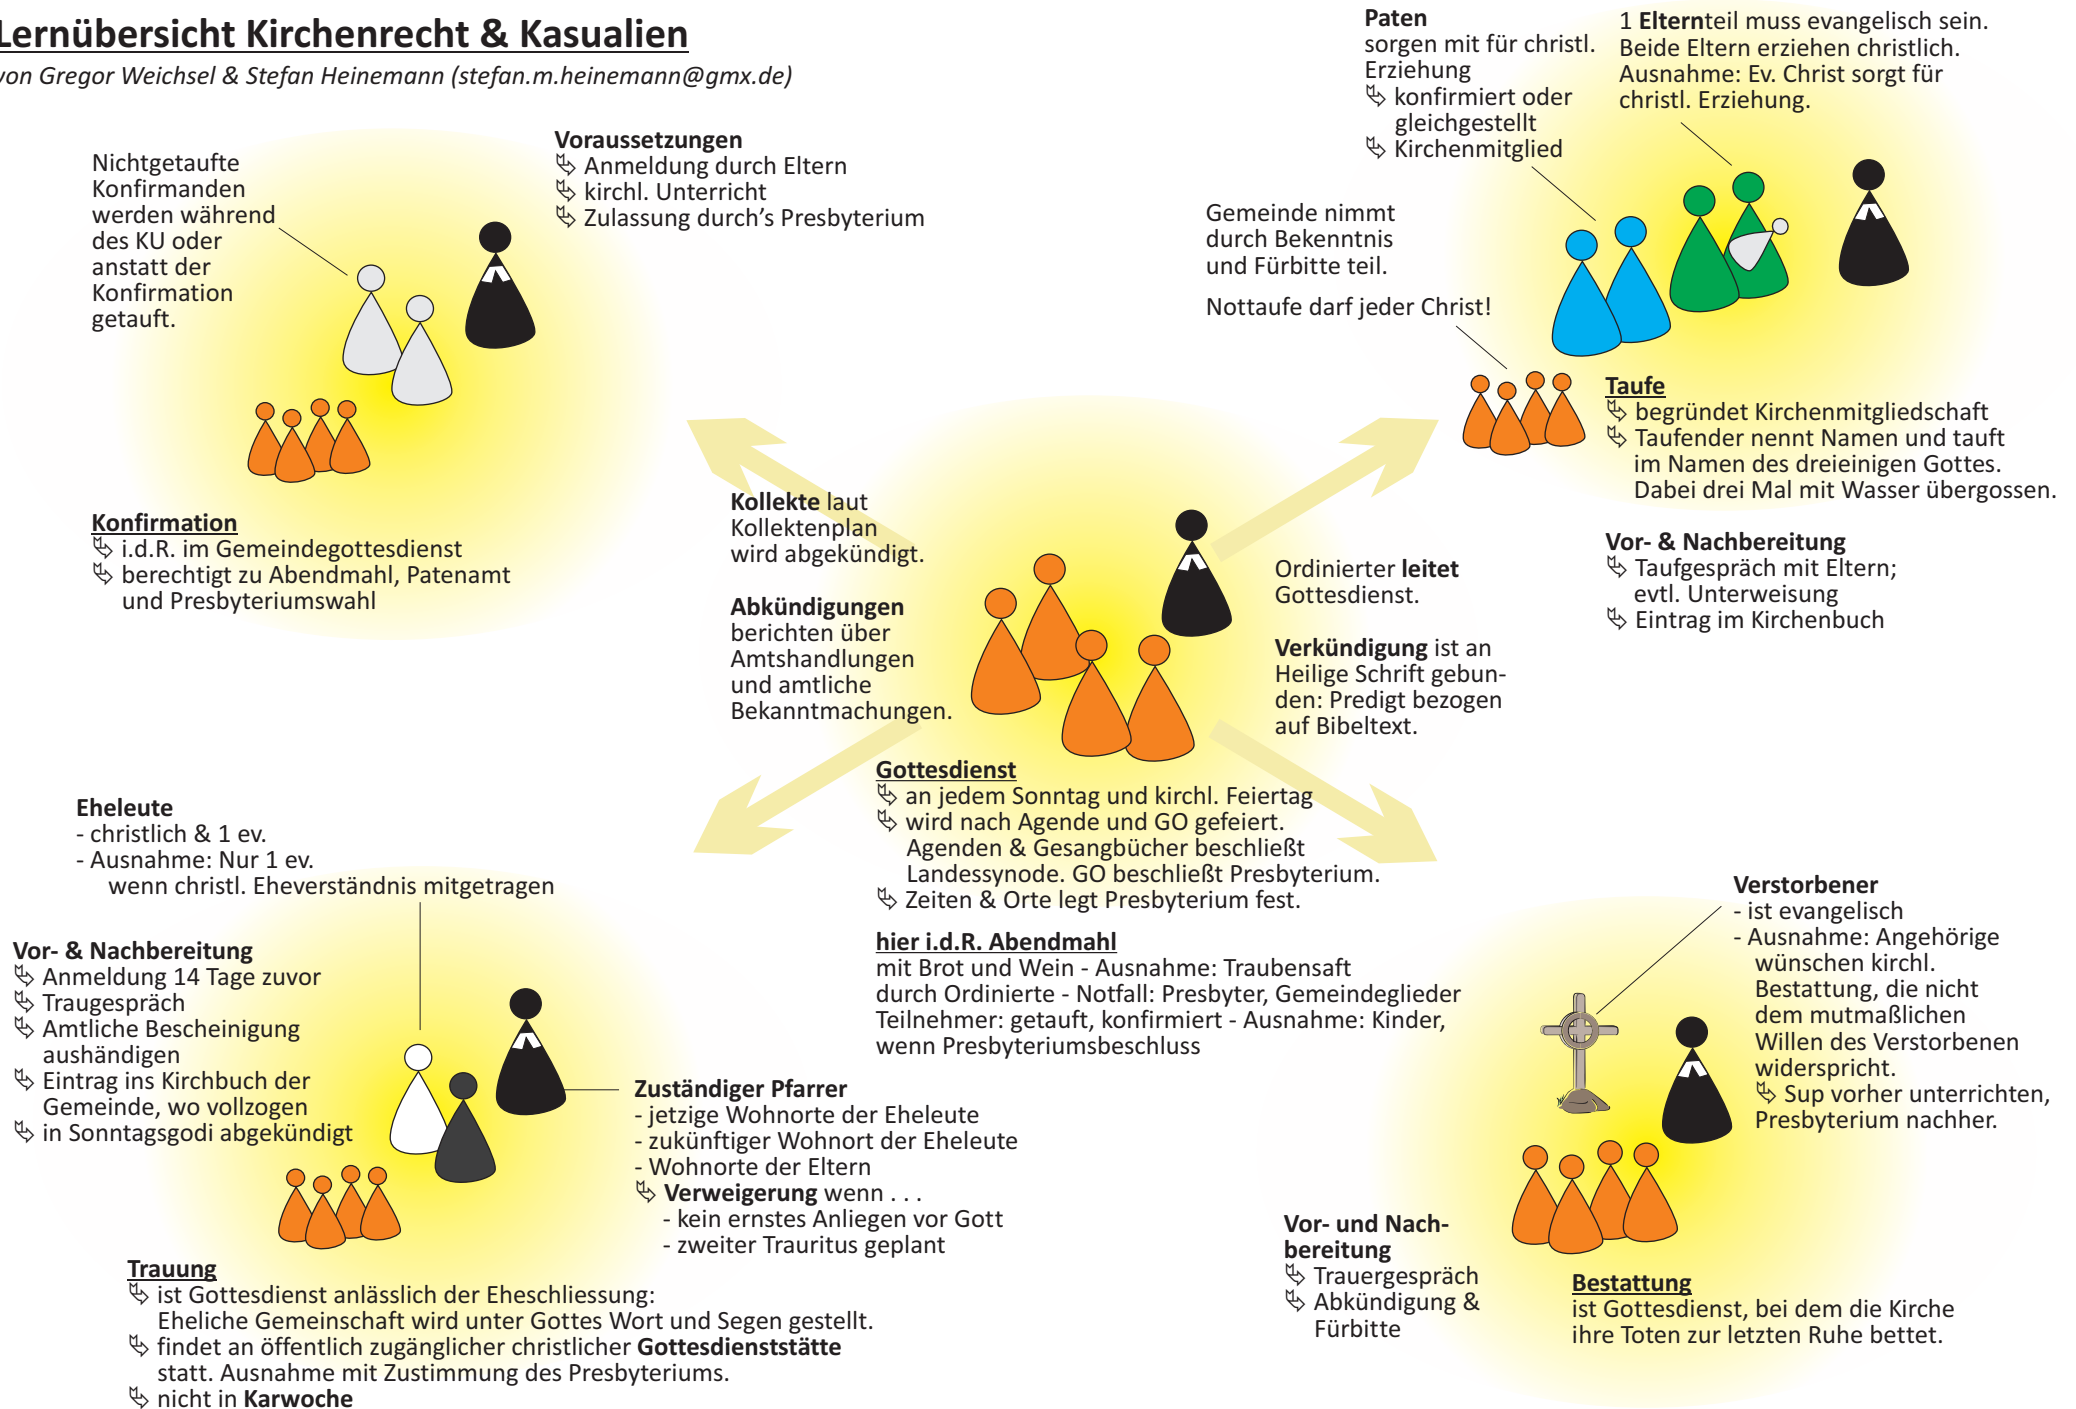 Lernübersicht Kirchenrecht & Kasualien
von Gregor Weichsel & Stefan Heinemann (stefan.m.heinemann@gmx.de)
Nichtgetaufte
Konfirmanden
werden während
des KU oder
anstatt der
Konfirmation
getauft.
Voraussetzungen
Anmeldung durch Eltern
kirchl. Unterricht
Zulassung durch's Presbyterium
Konfirmation
i.d.R. im Gemeindegottesdienst
berechtigt zu Abendmahl, Patenamt
und Presbyteriumswahl
Paten
sorgen mit für christl.
Erziehung
konfirmiert oder
gleichgestellt
Kirchenmitglied
1 Elternteil muss evangelisch sein.
Beide Eltern erziehen christlich.
Ausnahme: Ev. Christ sorgt für
christl. Erziehung.
Gemeinde nimmt
durch Bekenntnis
und Fürbitte teil.
Nottaufe darf jeder Christ!
Taufe
begründet Kirchenmitgliedschaft
Taufender nennt Namen und tauft
im Namen des dreieinigen Gottes.
Dabei drei Mal mit Wasser übergossen.
Vor- & Nachbereitung
Taufgespräch mit Eltern;
evtl. Unterweisung
Eintrag im Kirchenbuch
Kollekte laut
Kollektenplan
wird abgekündigt.
Abkündigungen
berichten über
Amtshandlungen
und amtliche
Bekanntmachungen.
Ordinierter leitet
Gottesdienst.
Verkündigung ist an
Heilige Schrift gebun-
den: Predigt bezogen
auf Bibeltext.
Gottesdienst
an jedem Sonntag und kirchl. Feiertag
wird nach Agende und GO gefeiert.
Agenden & Gesangbücher beschließt
Landessynode. GO beschließt Presbyterium.
Zeiten & Orte legt Presbyterium fest.
hier i.d.R. Abendmahl
mit Brot und Wein - Ausnahme: Traubensaft
durch Ordinierte - Notfall: Presbyter, Gemeindeglieder
Teilnehmer: getauft, konfirmiert - Ausnahme: Kinder,
wenn Presbyteriumsbeschluss
Eheleute
- christlich & 1 ev.
- Ausnahme: Nur 1 ev.
wenn christl. Eheverständnis mitgetragen
Vor- & Nachbereitung
Anmeldung 14 Tage zuvor
Traugespräch
Amtliche Bescheinigung
aushändigen
Eintrag ins Kirchbuch der
Gemeinde, wo vollzogen
in Sonntagsgodi abgekündigt
Zuständiger Pfarrer
- jetzige Wohnorte der Eheleute
- zukünftiger Wohnort der Eheleute
- Wohnorte der Eltern
Verweigerung wenn . . .
- kein ernstes Anliegen vor Gott
- zweiter Trauritus geplant
Trauung
ist Gottesdienst anlässlich der Eheschliessung:
Eheliche Gemeinschaft wird unter Gottes Wort und Segen gestellt.
findet an öffentlich zugänglicher christlicher Gottesdienststätte
statt. Ausnahme mit Zustimmung des Presbyteriums.
nicht in Karwoche
Verstorbener
- ist evangelisch
- Ausnahme: Angehörige
wünschen kirchl.
Bestattung, die nicht
dem mutmaßlichen
Willen des Verstorbenen
widerspricht.
Sup vorher unterrichten,
Presbyterium nachher.
Vor- und Nach-
bereitung
Trauergespräch
Abkündigung &
Fürbitte
Bestattung
ist Gottesdienst, bei dem die Kirche
ihre Toten zur letzten Ruhe bettet.